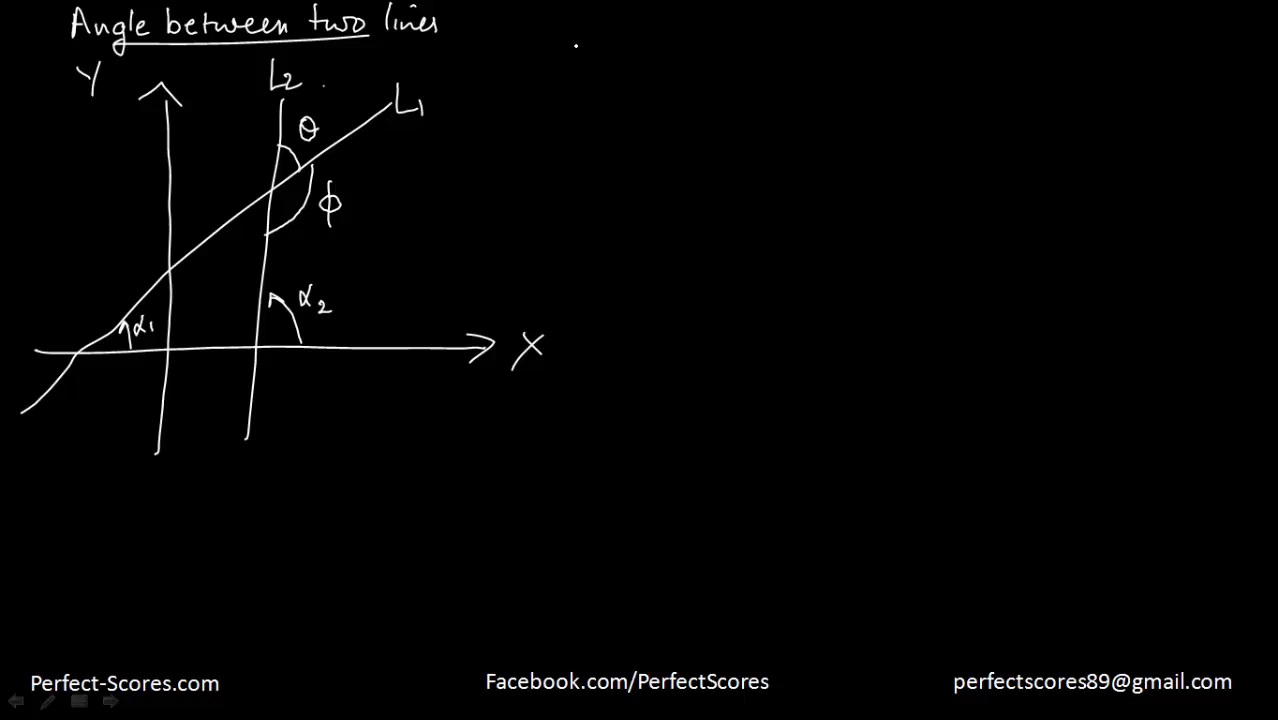 Angle between two lines
Y
L2
L1
θ
ϕ
α2
α1
X
Perfect-Scores.com
Facebook.com/PerfectScores
perfectscores89@gmail.com